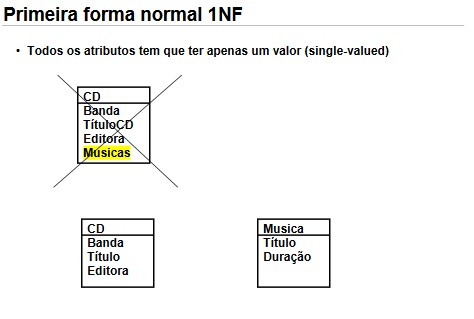 Primeira forma normal 1NF
• Todos os atributos tem que ter apenas um valor (single-valued)
CD
Banda
TítuloCD
Editora
Músicas
CD
Banda
Título
Editora
Musica
Título
Duração